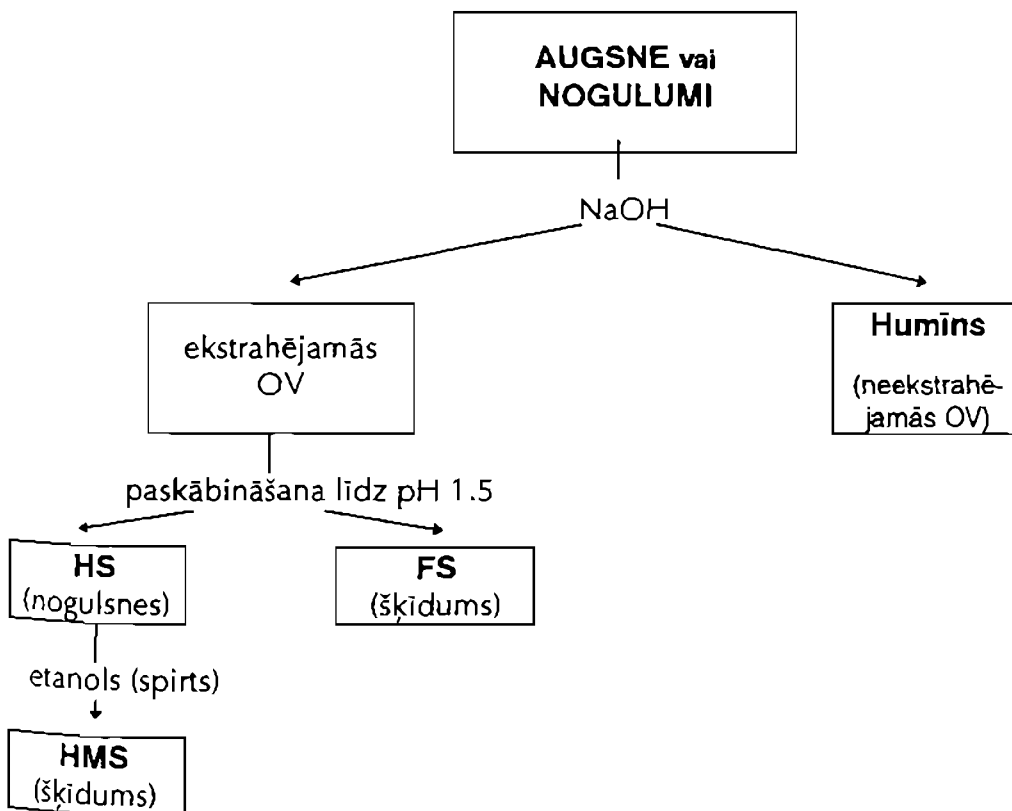 AUGSNE vai
NOGULUMI
NaOH
ekstrahējamās
OV
Humīns
(neekstrahē-
jamās OV)
paskābināšana līdz pH 1.5
HS
(nogulsnes)
FS
(šķīdums)
etanols (spirts)
HMS
(šķīdums)